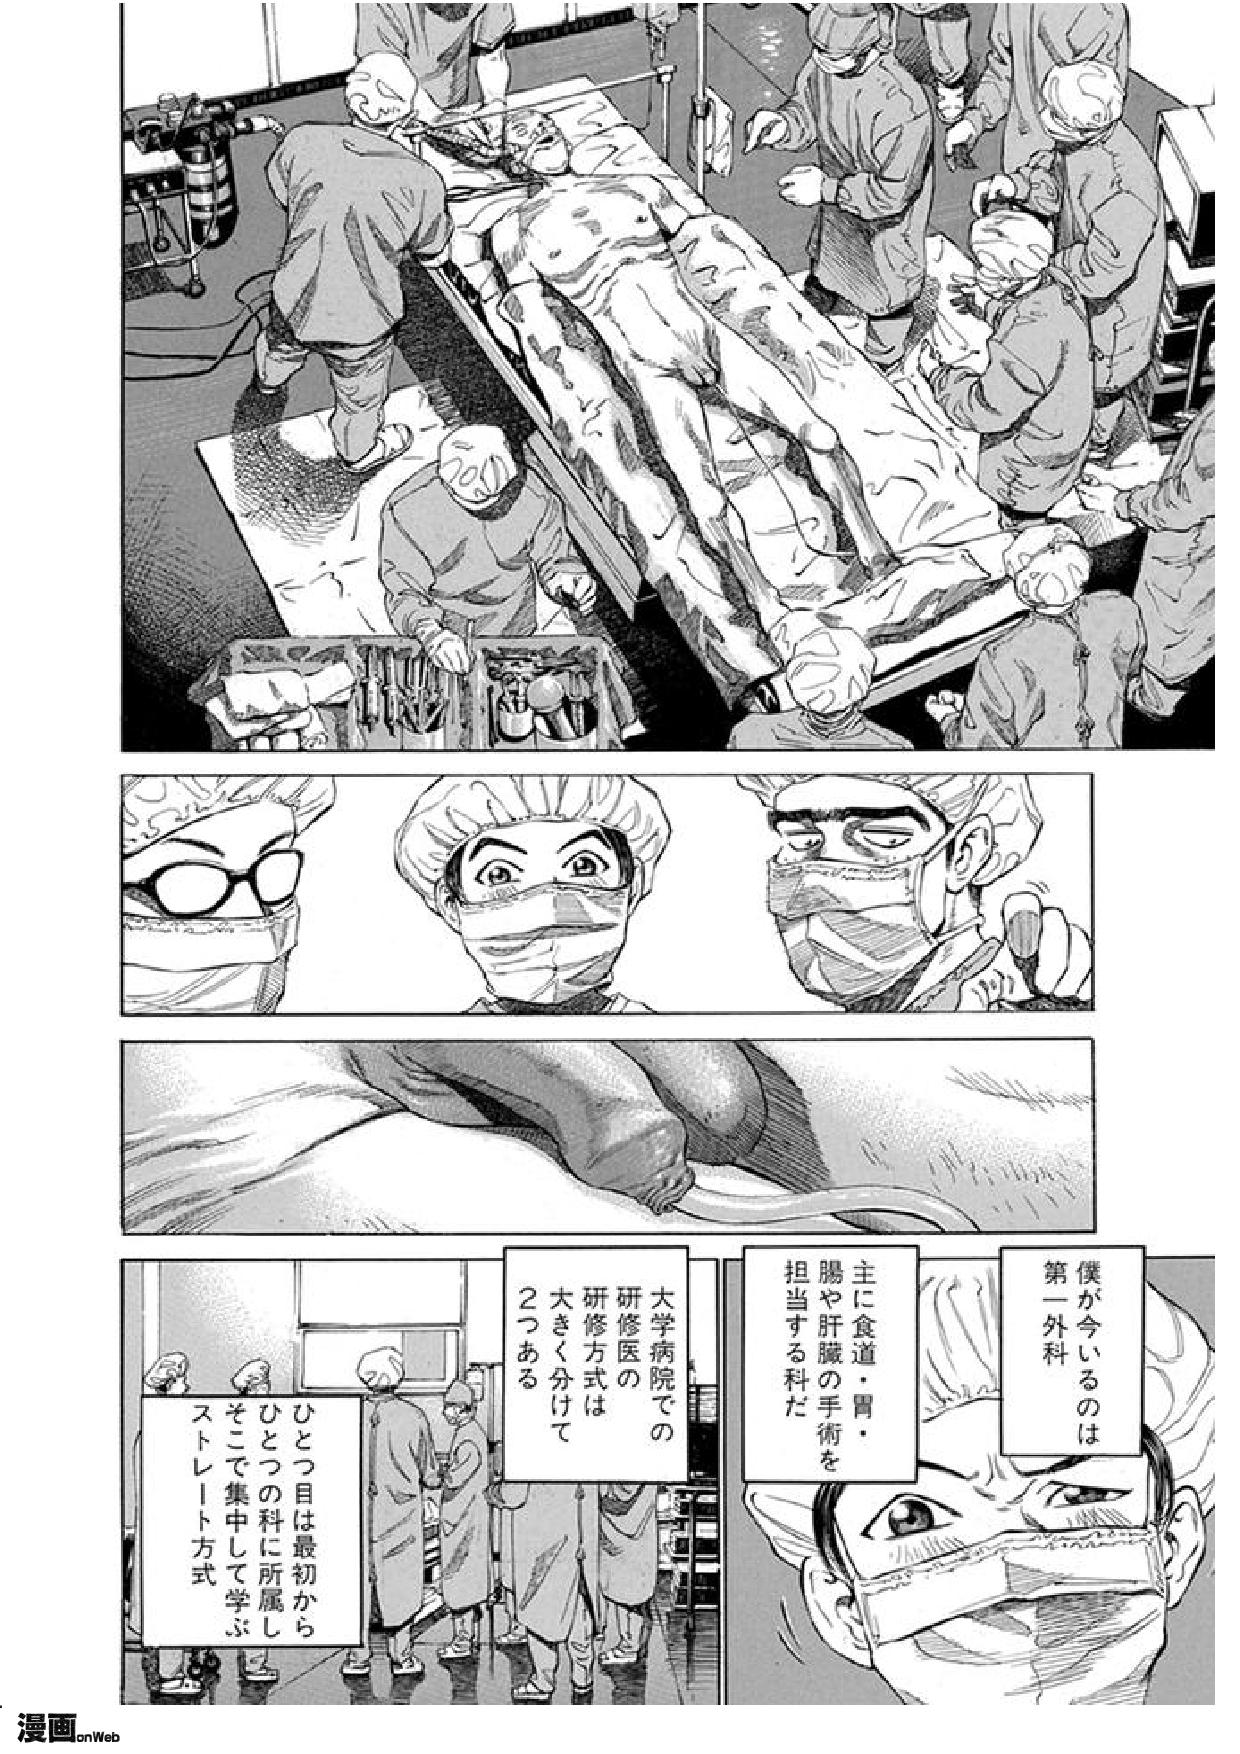 僕が今いるのは
第一外科
主に食道・胃・
腸や肝臓の手術を
担当する科だ
大学病院での
研修医の
研修方式は
大きく分けて
2つある
ひとつ目は最初から
ひとつの科に所属し
そこで集中して学ぶ
ストレート方式
漫画onWeb